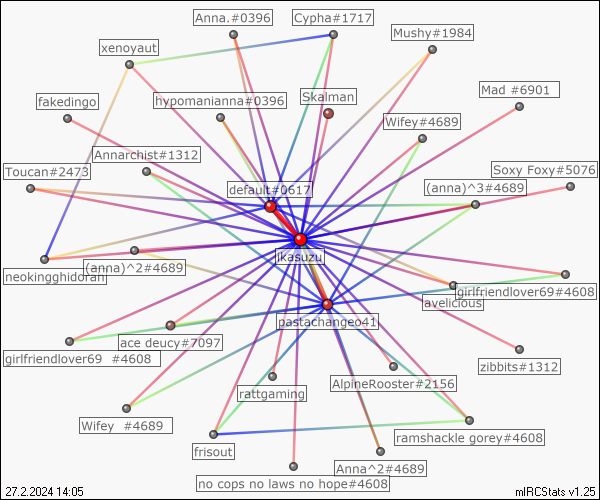 Anna.#0396
Cypha#1717
Mushy#1984
xenoyaut
Mad #6901
Skalman
hypomanianna#0396
fakedingo
Wifey#4689
Annarchist#1312
Toucan#2473
Soxy Foxy#5076
default#0617
(anna)^3#4689
ikasuzu
(anna)^2#4689
neokingghidorah
girlfriendlover69#4608
avelicious
pastachangeo41
ace deucy#7097
girlfriendlover69 #4608
zibbits#1312
AlpineRooster#2156
rattgaming
Wifey #4689
ramshackle gorey#4608
frisout
Anna^2#4689
no cops no laws no hope#4608
27.2.2024 14:05
mIRCStats v1.25